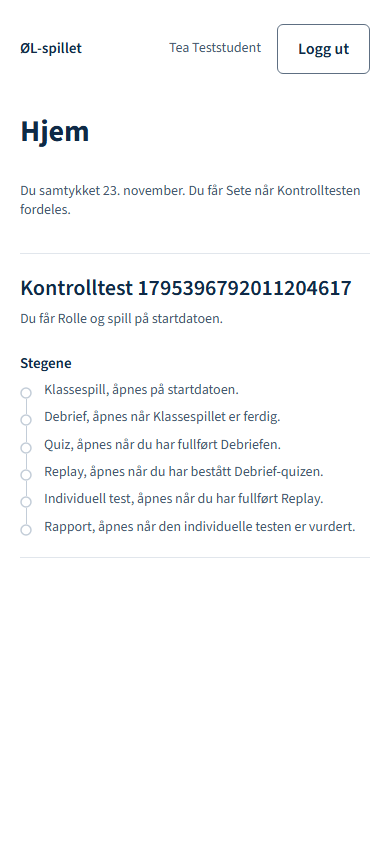 ØL-spillet
Tea Teststudent
Logg ut
Hjem
Du samtykket 23. november. Du får Sete når Kontrolltesten
fordeles.
Kontrolltest 1795396792011204617
Du får Rolle og spill på startdatoen.
Stegene
Klassespill, åpnes på startdatoen.
Debrief, åpnes når Klassespillet er ferdig.
Quiz, åpnes når du har fullført Debriefen.
Replay, åpnes når du har bestått Debrief-quizen.
Individuell test, åpnes når du har fullført Replay.
Rapport, åpnes når den individuelle testen er vurdert.